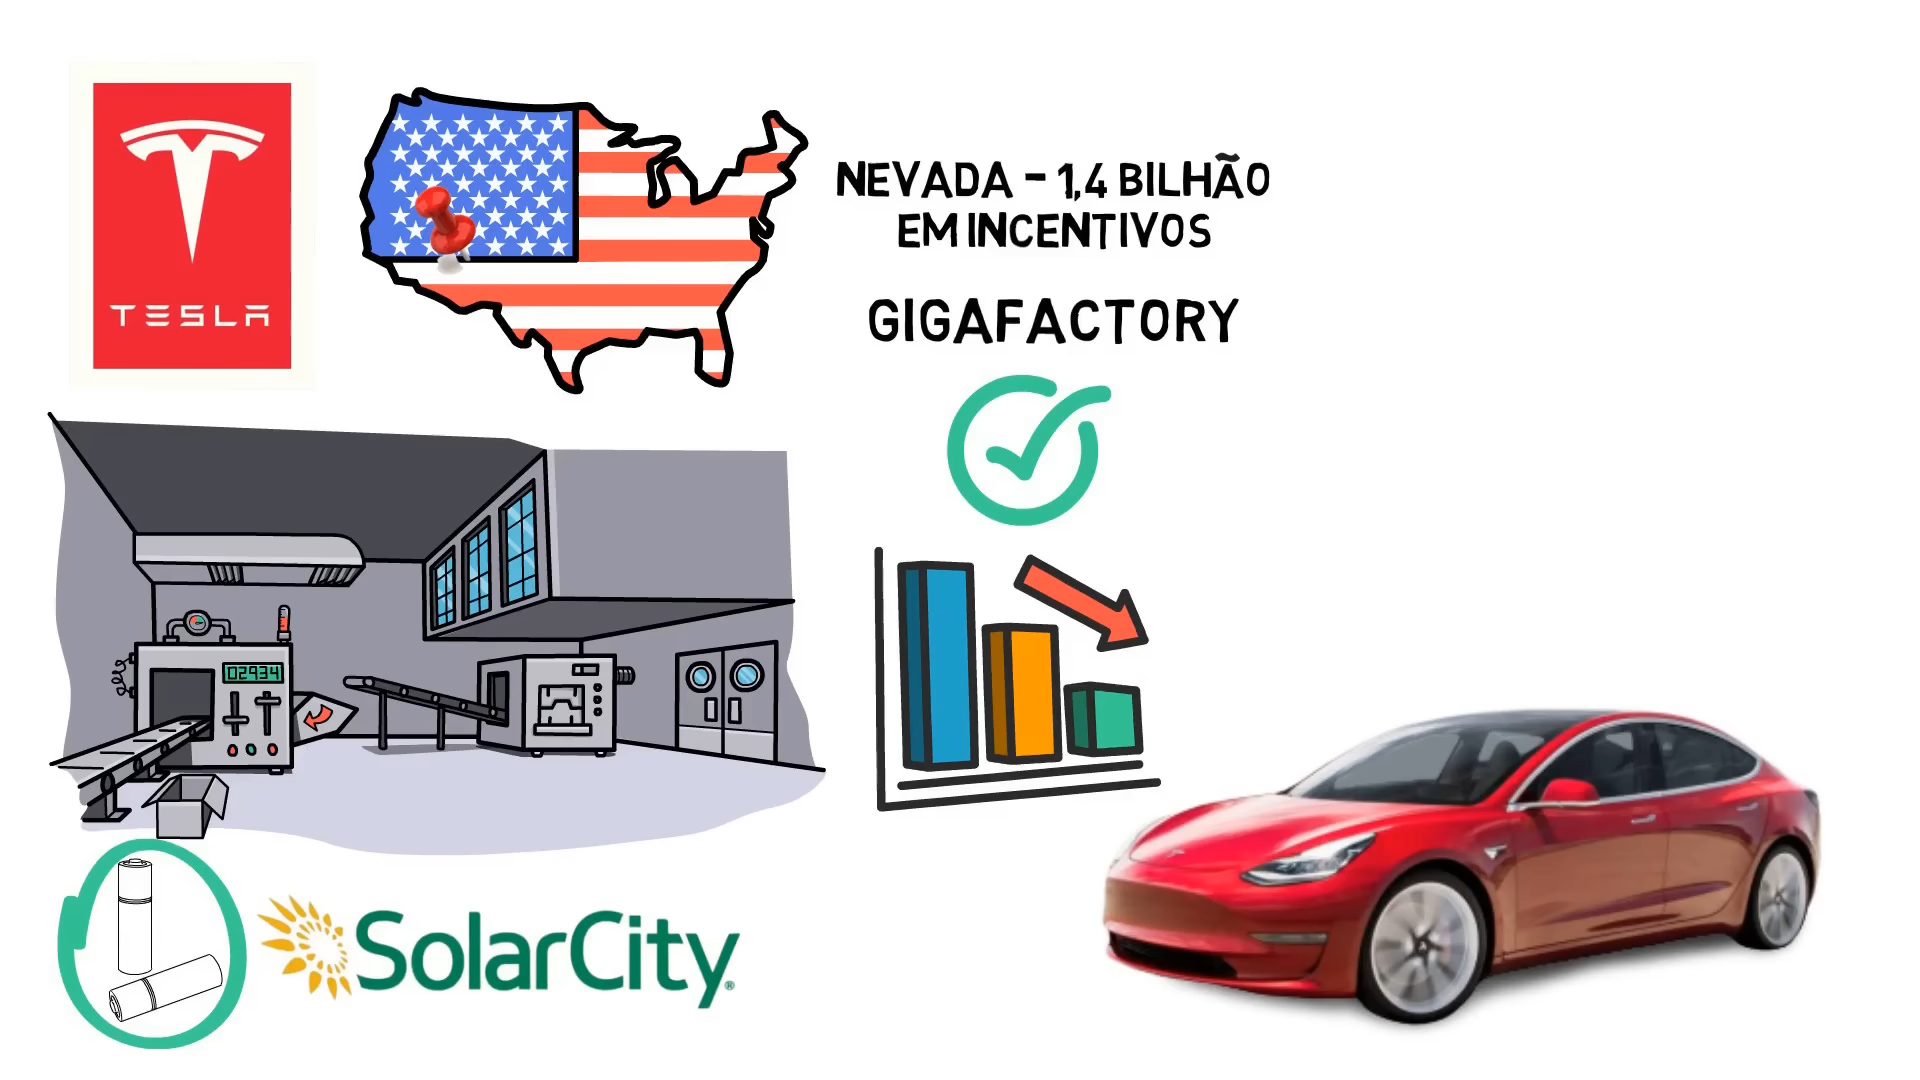 TESLA
NEVADA - 1,4 BILHÃO
EM INCENTIVOS
GIGAFACTORY
02934
SolarCity®